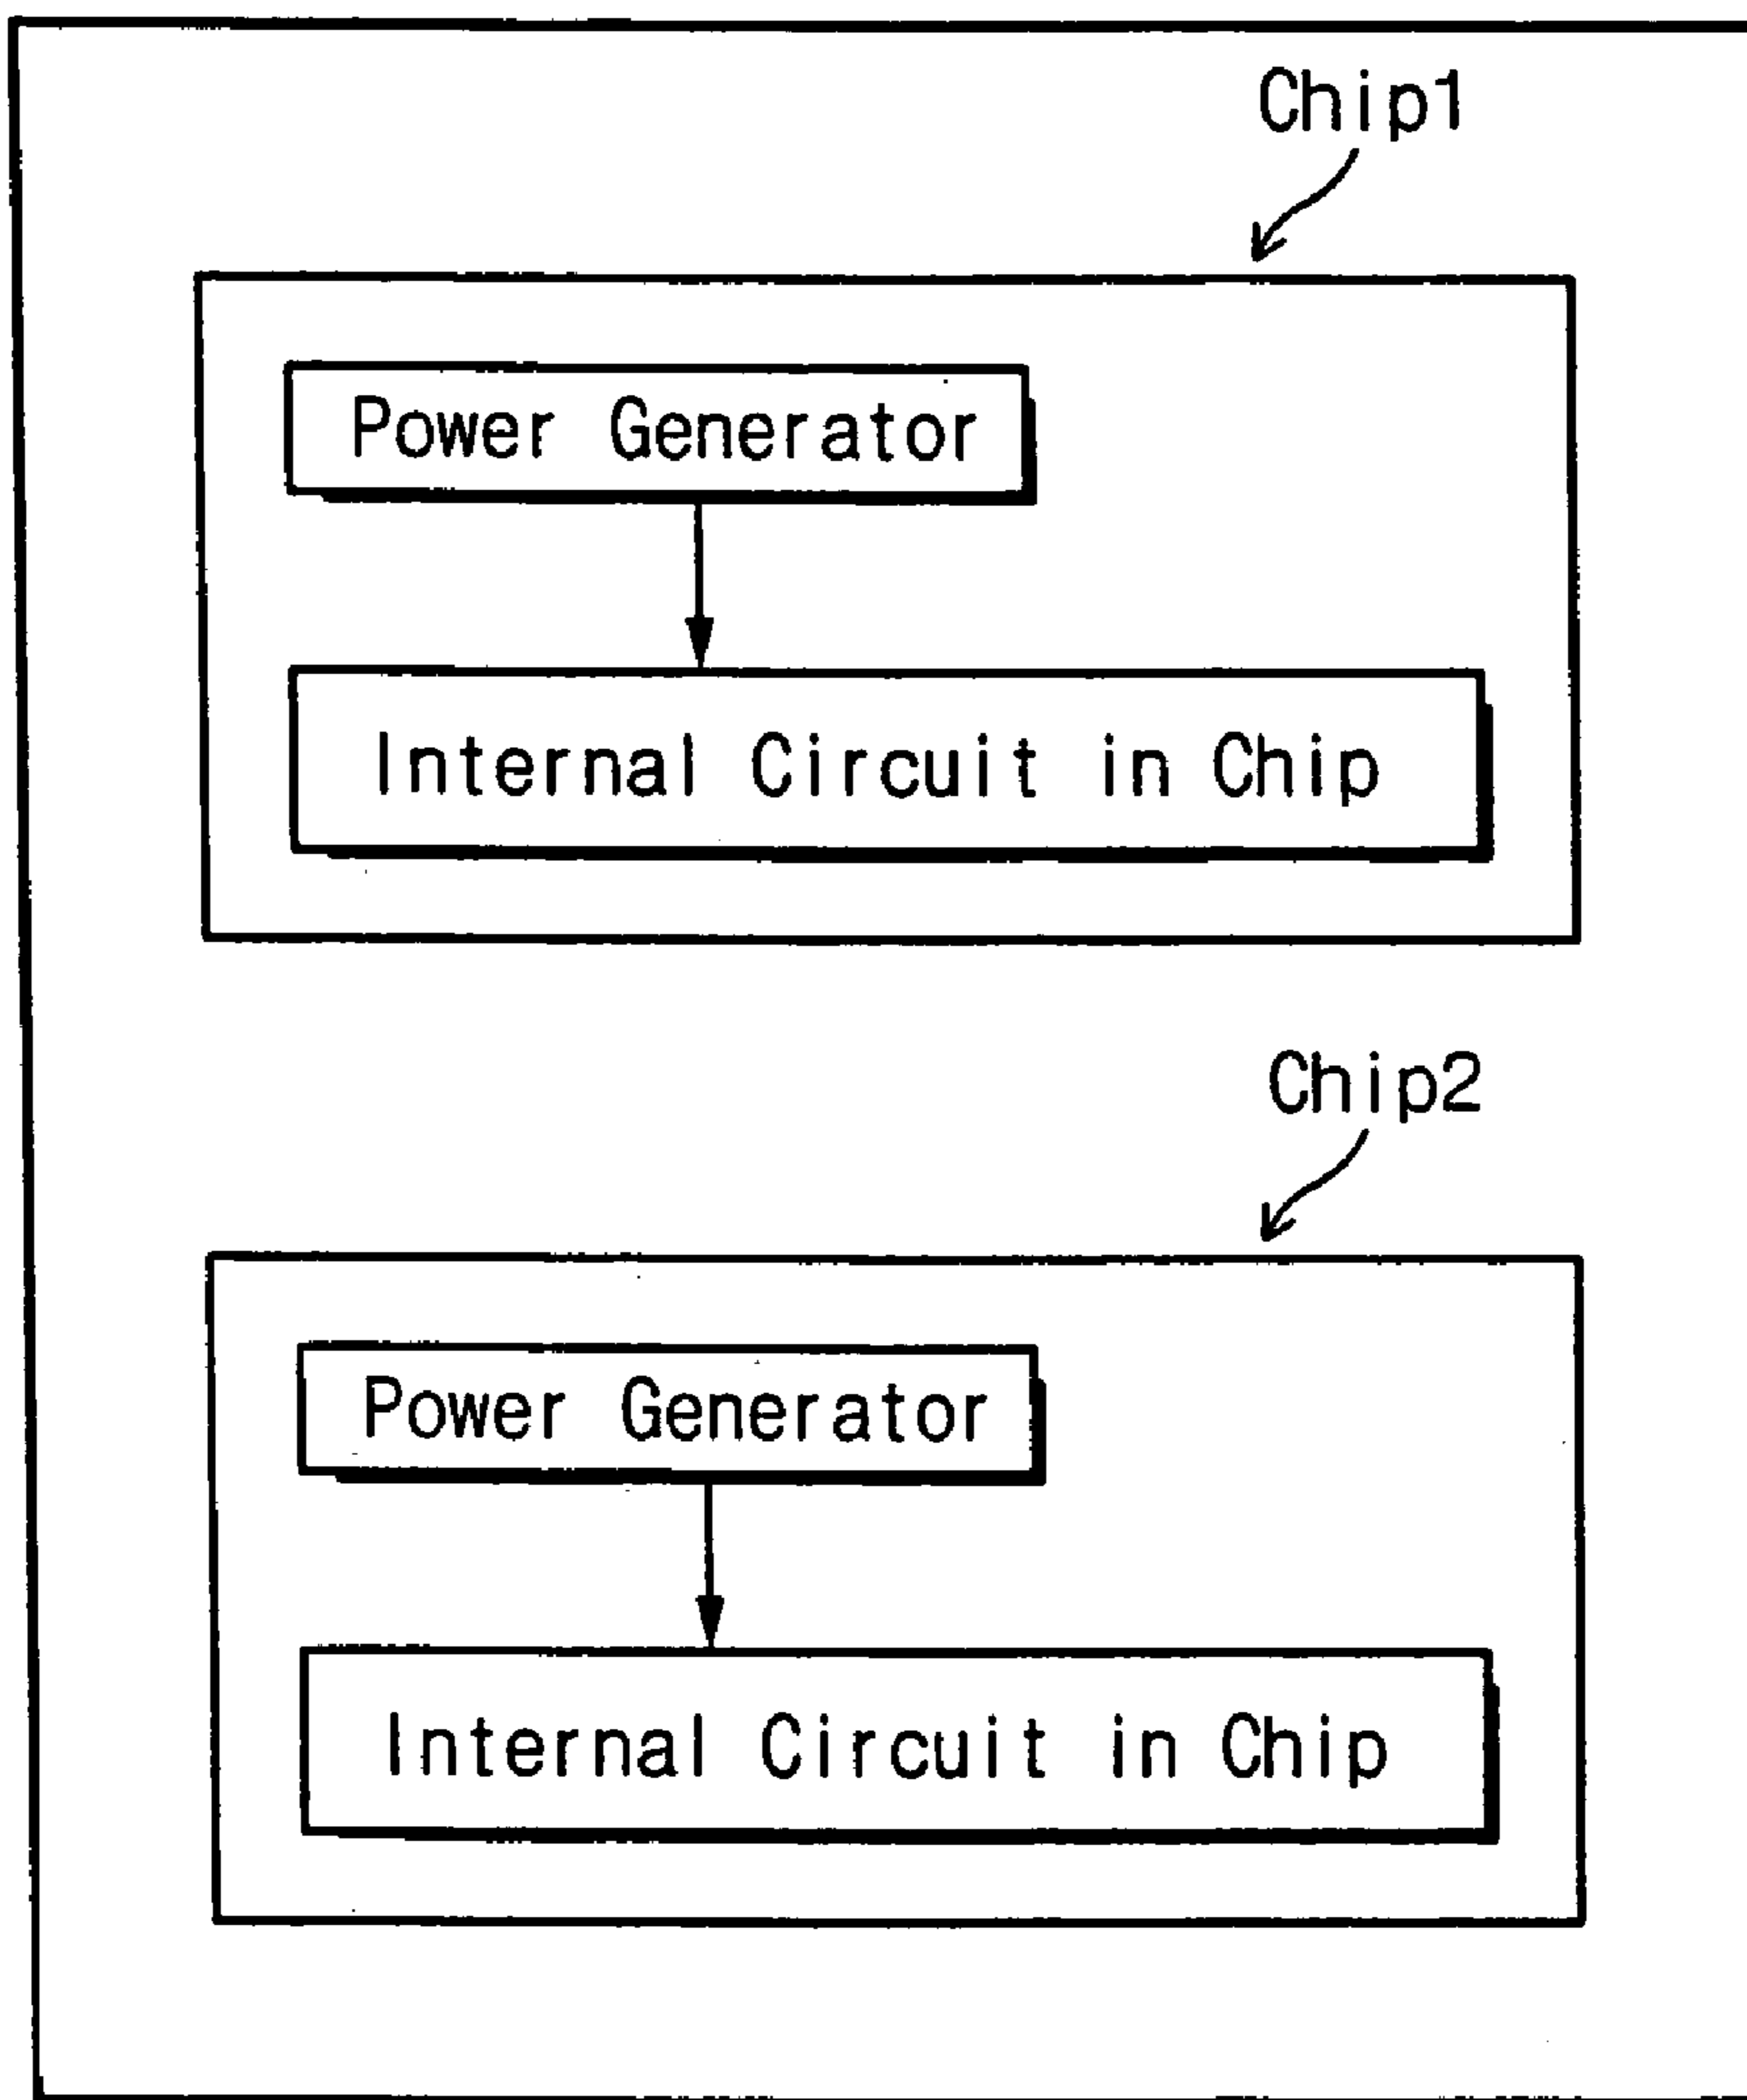 Chip1
Power Generator
Internal Circuit in Chip
Chip2
Power Generator
Internal Circuit in Chip